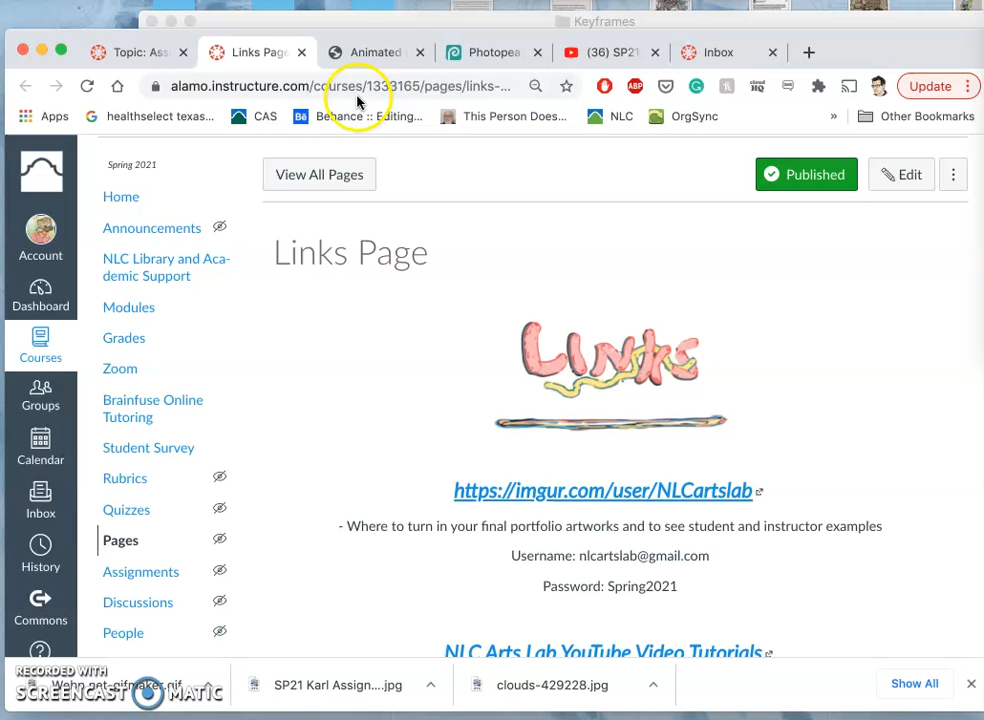 Keyframes
Topic: Ass
Links Page
Animated
Photopea
(36) SP21
Inbox
alamo.instructure.com/courses/1333165/pages/links-...
Update
Apps
healthselect texas...
CAS
Behance :: Editing...
This Person Does...
NLC
OrgSync
»
Other Bookmarks
Spring 2021
View All Pages
Published
Edit
Home
Announcements
NLC Library and Aca-
demic Support
Modules
Grades
Zoom
Brainfuse Online
Tutoring
Student Survey
Rubrics
Quizzes
Pages
Assignments
Discussions
People
Account
Dashboard
Courses
Groups
Calendar
Inbox
History
Commons
Links Page
LINKS
https://imgur.com/user/NLCartslab
- Where to turn in your final portfolio artworks and to see student and instructor examples
Username: nlcartslab@gmail.com
Password: Spring2021
NLC Arts Lab YouTube Video Tutorials
RECORDED WITH
SCREENCAST MATIC
SP21 Karl Assign....jpg
clouds-429228.jpg
Show All